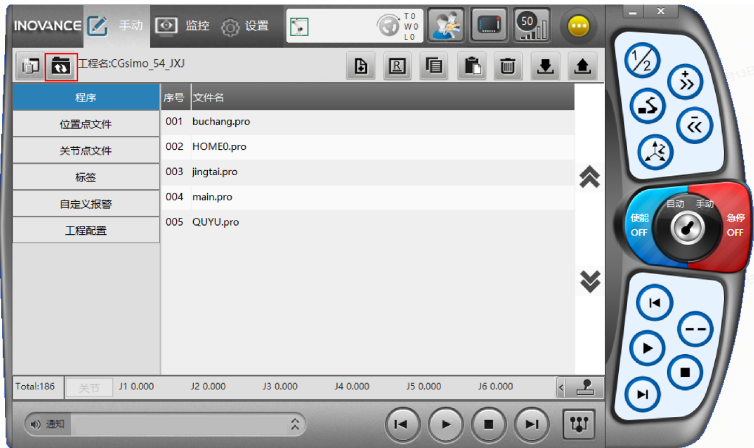 INOVANCE 手动 监控 设置 T 0 W 0 L 0 50
工程名:CGsimo_54_JXJ
程序 序号 文件名
位置点文件 001 buchang.pro
关节点文件 002 HOME0.pro
标签 003 jingtai.pro
自定义报警 004 main.pro
工程配置 005 QUYU.pro
Total:186 关节 J1 0.000 J2 0.000 J3 0.000 J4 0.000 J5 0.000 J6 0.000
通知
1/2
自动 手动
使能 OFF
急停 OFF